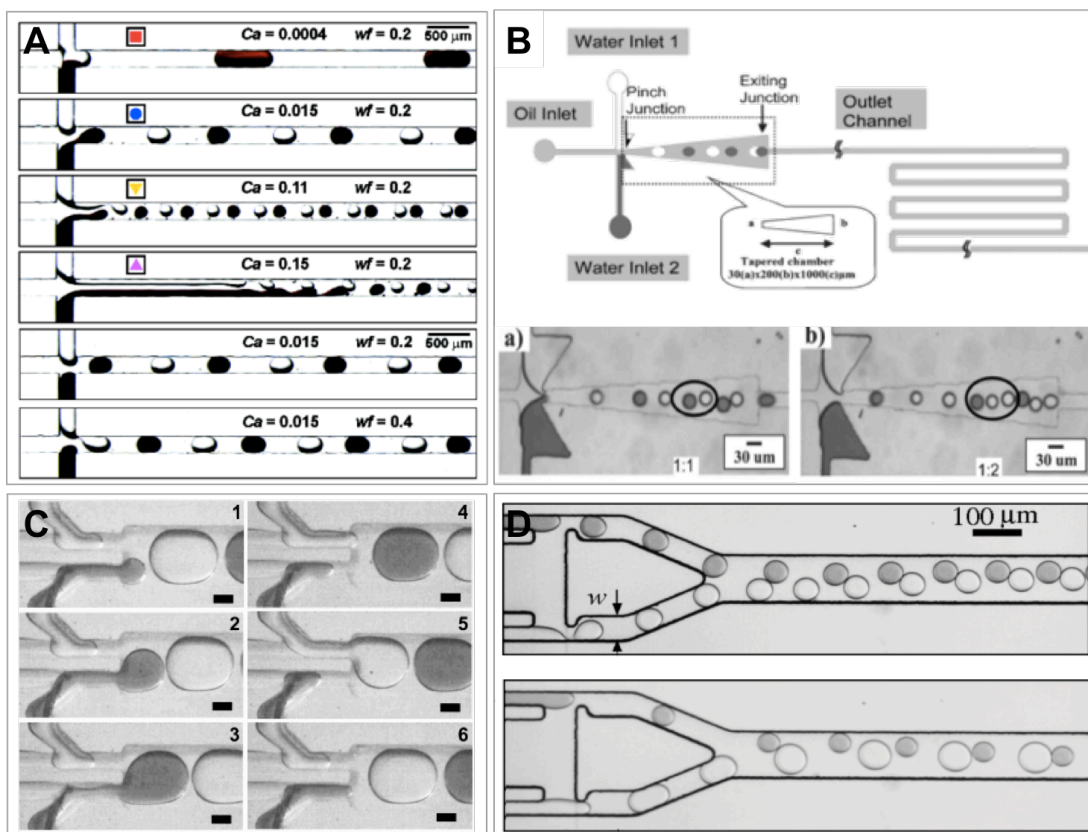 A
Ca = 0.0004 wf = 0.2 500 μm
Ca = 0.015 wf = 0.2
Ca = 0.11 wf = 0.2
Ca = 0.15 wf = 0.2
Ca = 0.015 wf = 0.2 500 μm
Ca = 0.015 wf = 0.4
B
Water Inlet 1
Pinch
Junction
Exiting
Junction
Oil Inlet
Outlet
Channel
a b
c
Tapered chamber
30(a)x200(b)x1000(c)μm
Water Inlet 2
a)
1:1
30 um
b)
1:2
30 um
C
1
4
2
5
3
6
D
100 μm
w